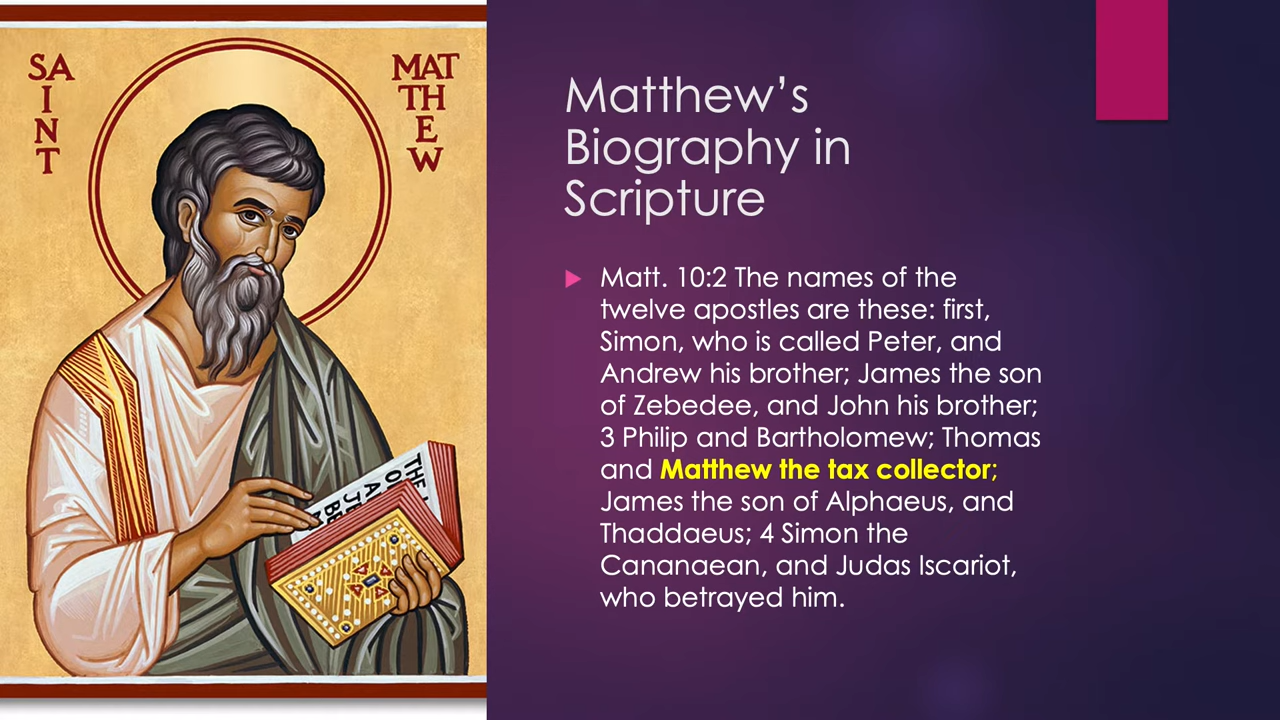 SA
I
N
T
MAT
TH
E
W
Matthew’s
Biography in
Scripture
Matt. 10:2 The names of the
twelve apostles are these: first,
Simon, who is called Peter, and
Andrew his brother; James the son
of Zebedee, and John his brother;
3 Philip and Bartholomew; Thomas
and Matthew the tax collector;
James the son of Alphaeus, and
Thaddaeus; 4 Simon the
Cananaean, and Judas Iscariot,
who betrayed him.
THE